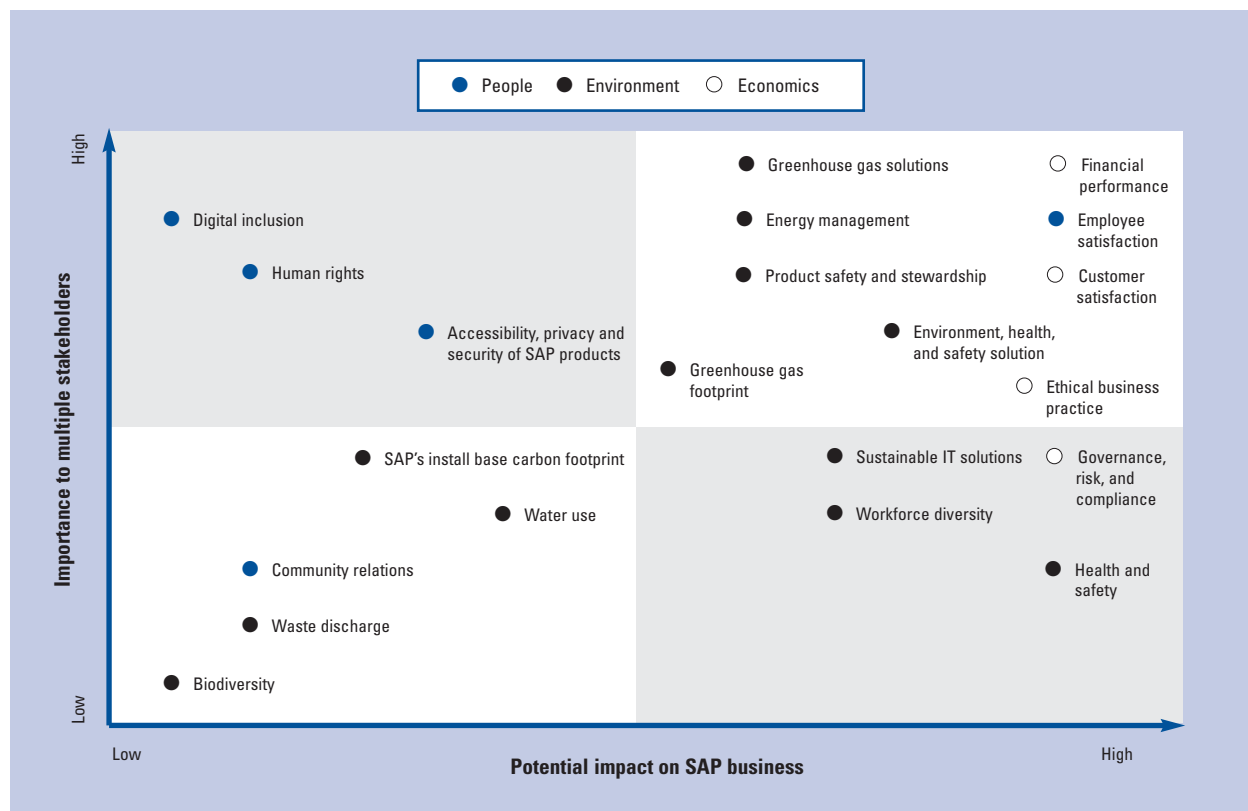 People
Environment
Economics
High
Importance to multiple stakeholders
Low
Greenhouse gas solutions
Financial
performance
Digital inclusion
Energy management
Employee
satisfaction
Human rights
Product safety and stewardship
Customer
satisfaction
Accessibility, privacy and
security of SAP products
Environment, health,
and safety solution
Greenhouse gas
footprint
Ethical business
practice
SAP's install base carbon footprint
Sustainable IT solutions
Governance,
risk, and
compliance
Water use
Workforce diversity
Community relations
Health and
safety
Waste discharge
Biodiversity
Low
High
Potential impact on SAP business